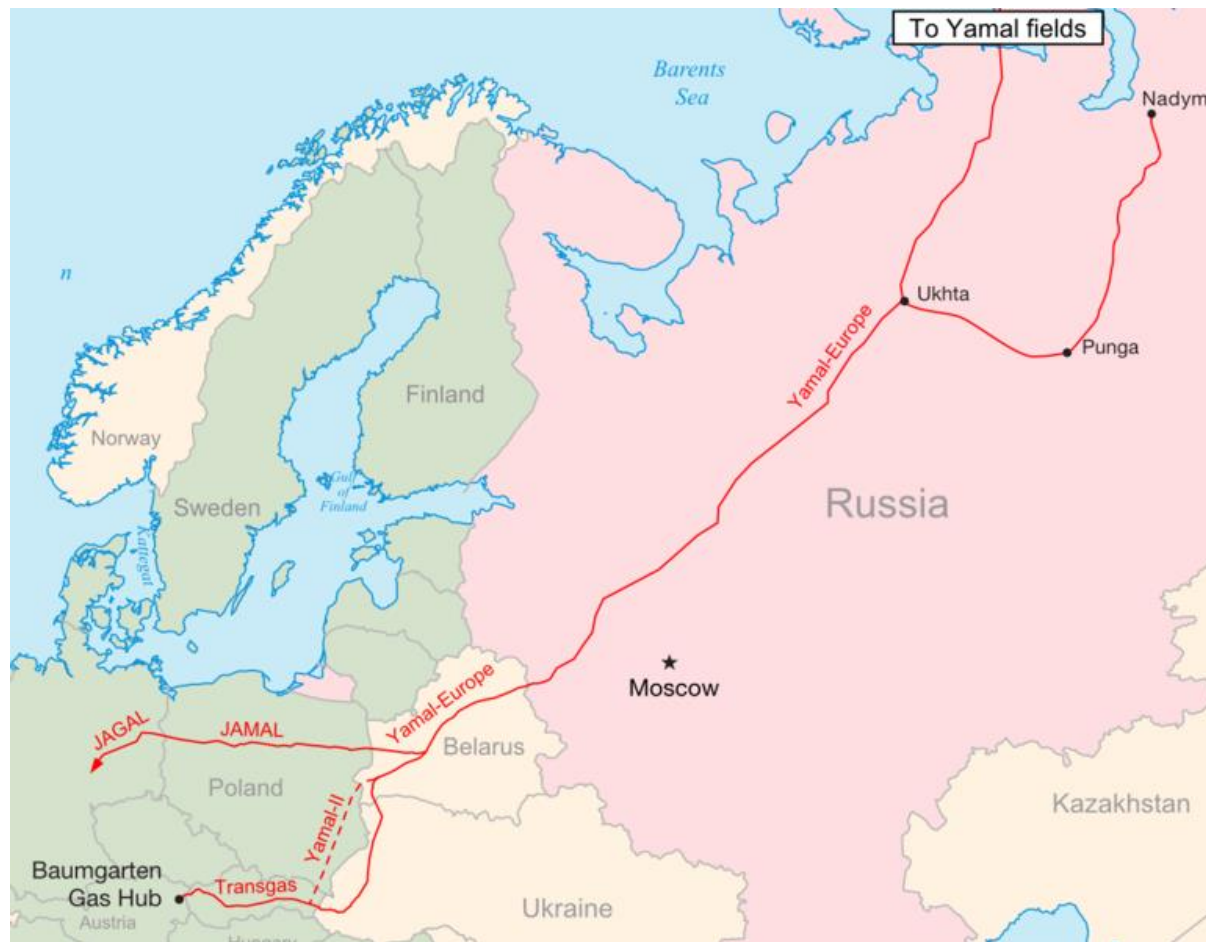 To Yamal fields
Barents
Sea
Nadym
n
Ukhta
Punga
Yamal-Europe
Finland
Norway
Sweden
Gulf
of
Finland
Kattegat
Russia
Moscow
Yamal-Europe
JAGAL
JAMAL
Belarus
Poland
Yamal-II
Kazakhstan
Baumgarten
Gas Hub
Transgas
Austria
Ukraine
Hungary